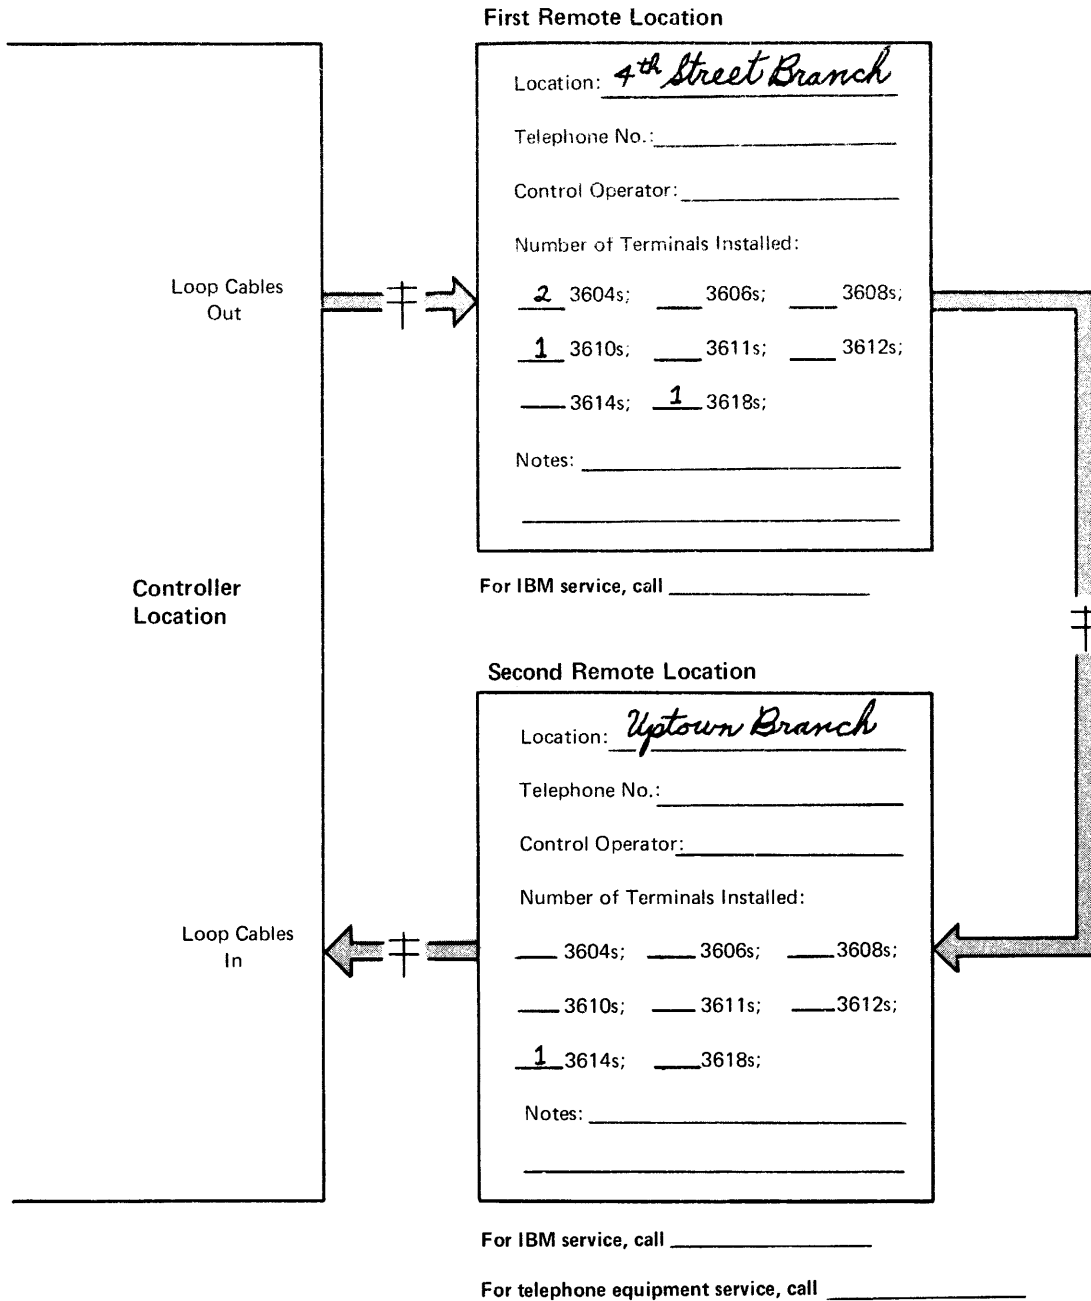 First Remote Location
Location: 4th Street Branch
Telephone No.:
Control Operator:
Number of Terminals Installed:
2 3604s; 3606s; 3608s;
1 3610s; 3611s; 3612s;
3614s; 1 3618s;
Notes:
For IBM service, call
Loop Cables
Out
Controller
Location
Second Remote Location
Location: Uptown Branch
Telephone No.:
Control Operator:
Number of Terminals Installed:
3604s; 3606s; 3608s;
3610s; 3611s; 3612s;
1 3614s; 3618s;
Notes:
Loop Cables
In
For IBM service, call
For telephone equipment service, call